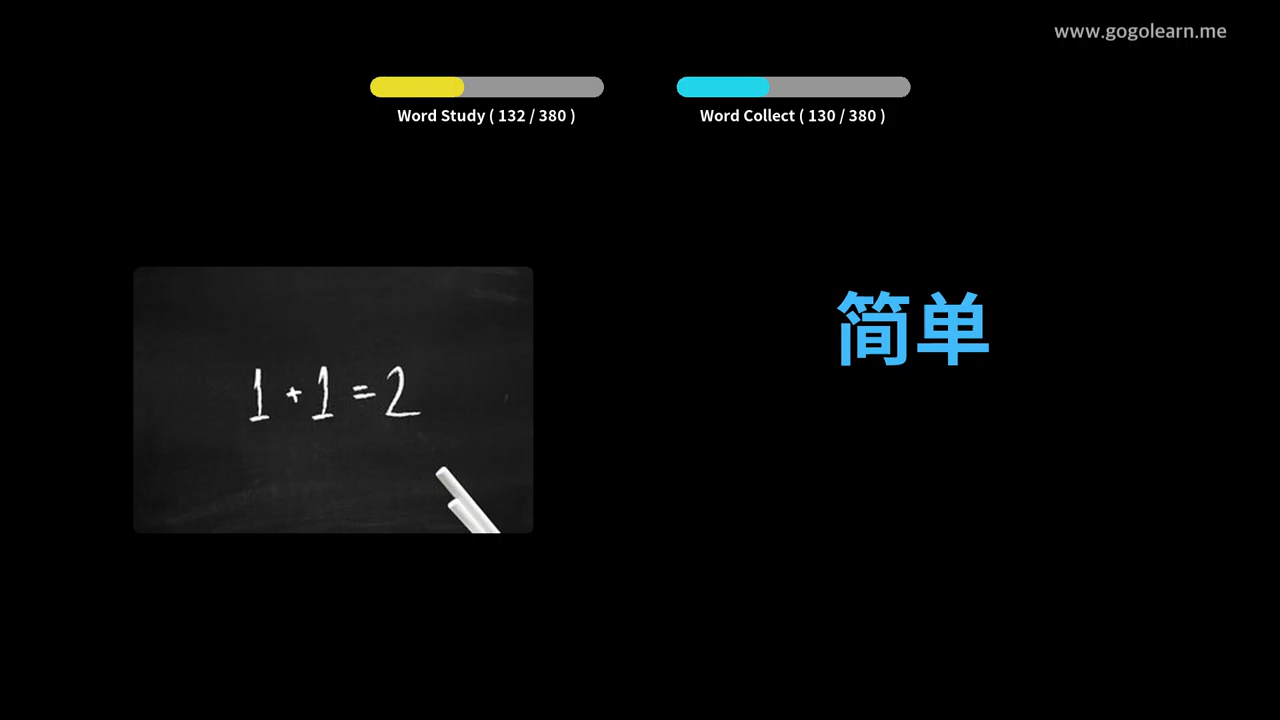 www.gogolearn.me
Word Study ( 132 / 380 )
Word Collect ( 130 / 380 )
简单
1 + 1 = 2